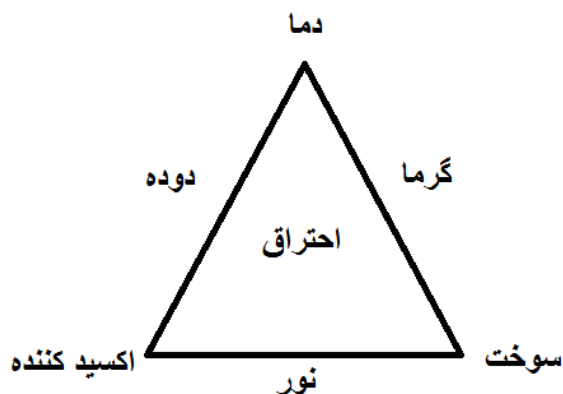 دما
گرما
دوده
احتراق
سوخت
اکسید کننده
نور